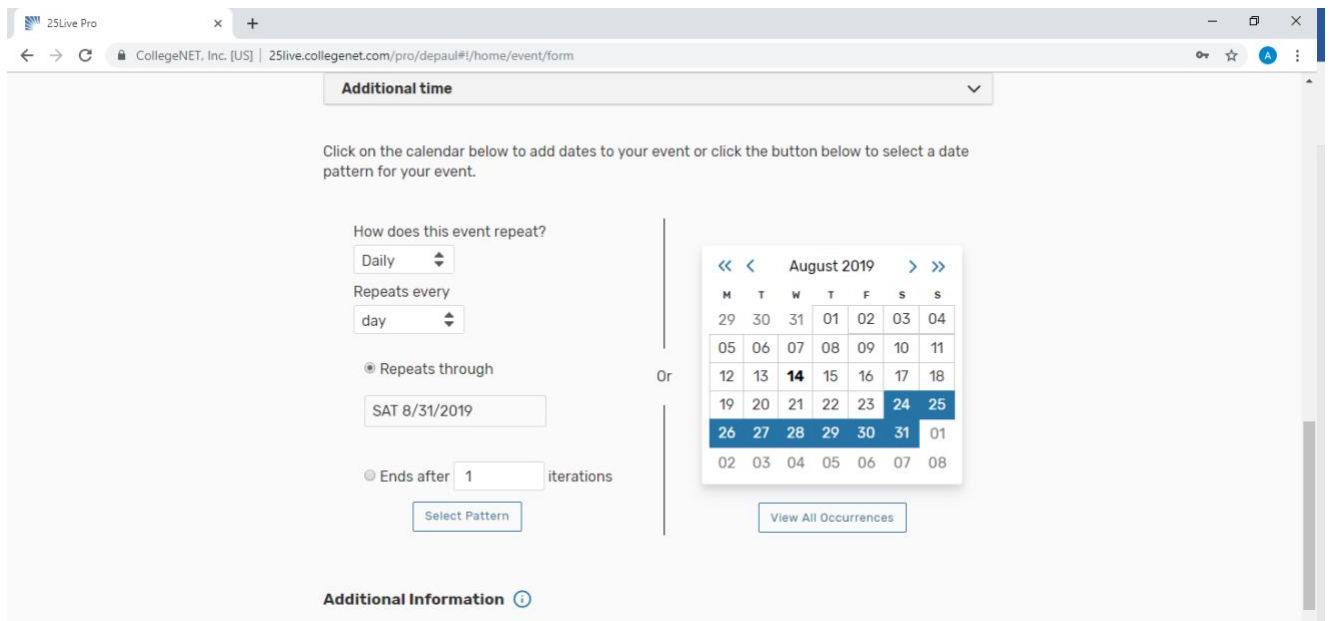 25Live Pro
CollegeNET, Inc. [US] | 25live.collegenet.com/pro/depaul#!/home/event/form
A
Additional time
Click on the calendar below to add dates to your event or click the button below to select a date
pattern for your event.
How does this event repeat?
Daily
Repeats every
day
Repeats through
SAT 8/31/2019
Ends after 1 iterations
Select Pattern
Or
August 2019
M T W T F S S
29 30 31 01 02 03 04
05 06 07 08 09 10 11
12 13 14 15 16 17 18
19 20 21 22 23 24 25
26 27 28 29 30 31 01
02 03 04 05 06 07 08
View All Occurrences
Additional Information